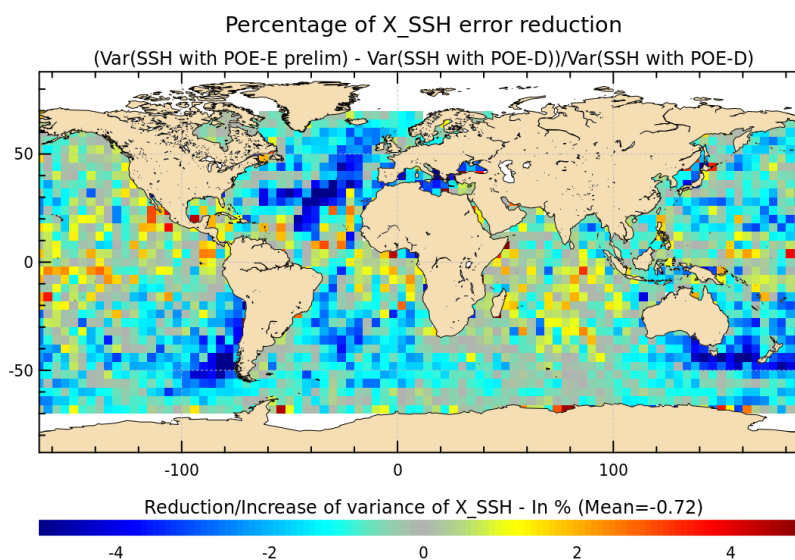 Percentage of X_SSH error reduction
(Var(SSH with POE-E prelim) - Var(SSH with POE-D))/Var(SSH with POE-D)
50
0
-50
-100 0 100
Reduction/Increase of variance of X_SSH - In % (Mean=-0.72)
-4 -2 0 2 4